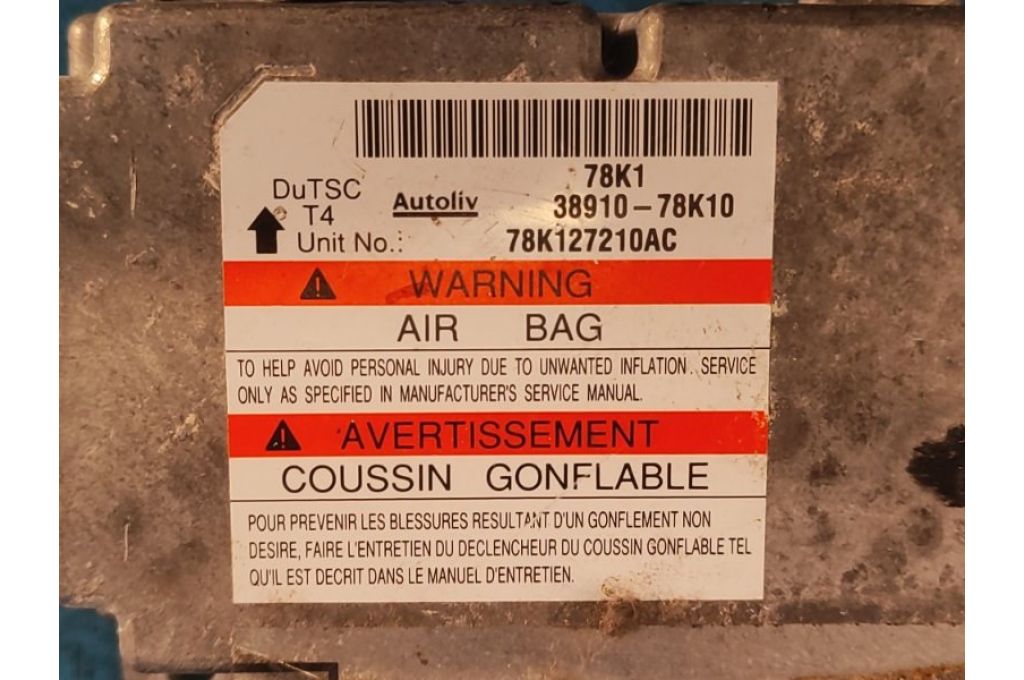 78K1
DuTSC
Autoliv
38910-78K10
T4
Unit No.:
78K127210AC
WARNING
AIR BAG
TO HELP AVOID PERSONAL INJURY DUE TO UNWANTED INFLATION. SERVICE
ONLY AS SPECIFIED IN MANUFACTURER'S SERVICE MANUAL.
AVERTISSEMENT
COUSSIN GONFLABLE
POUR PREVENIR LES BLESSURES RESULTANT D'UN GONFLEMENT NON
DESIRE, FAIRE L'ENTRETIEN DU DECLENCHEUR DU COUSSIN GONFLABLE TEL
QU'IL EST DECRIT DANS LE MANUEL D'ENTRETIEN.